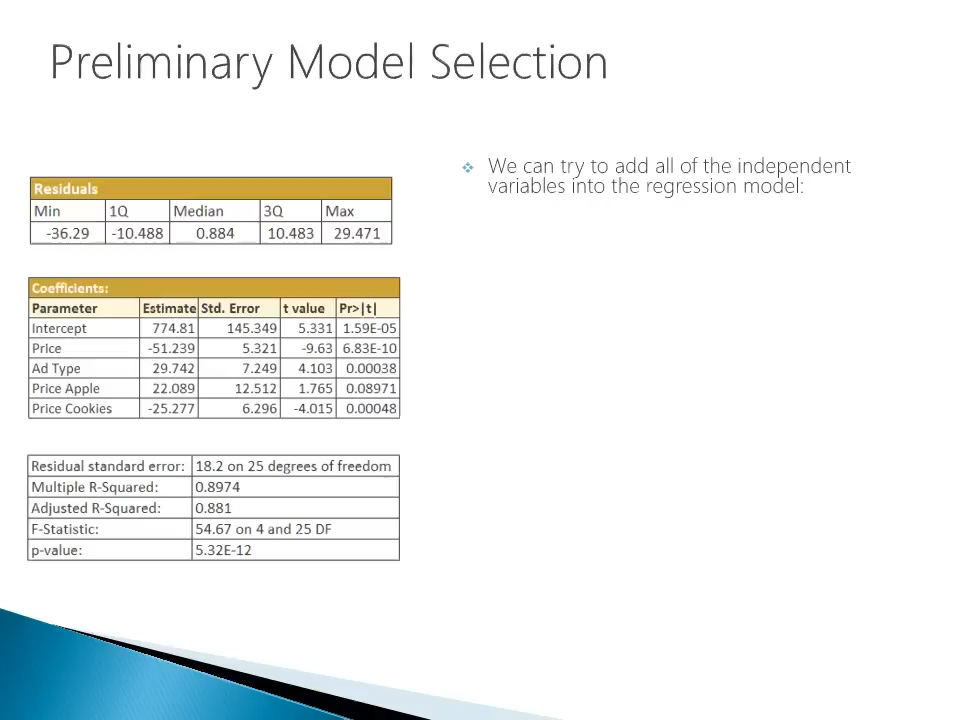 Preliminary Model Selection
We can try to add all of the independent
variables into the regression model:
Residuals
Min 1Q Median 3Q Max
-36.29 -10.488 0.884 10.483 29.471
Coefficients:
Parameter Estimate Std. Error t value Pr>|t|
Intercept 774.81 145.349 5.331 1.59E-05
Price -51.239 5.321 -9.63 6.83E-10
Ad Type 29.742 7.249 4.103 0.00038
Price Apple 22.089 12.512 1.765 0.08971
Price Cookies -25.277 6.296 -4.015 0.00048
Residual standard error: 18.2 on 25 degrees of freedom
Multiple R-Squared: 0.8974
Adjusted R-Squared: 0.881
F-Statistic: 54.67 on 4 and 25 DF
p-value: 5.32E-12